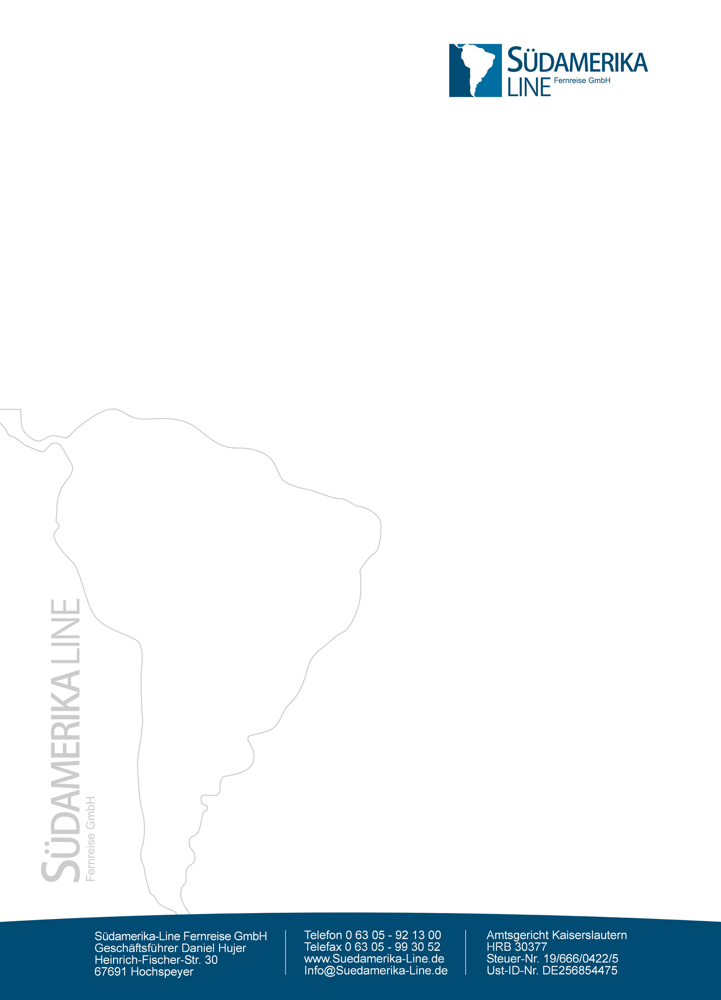 SÜDAMERIKA
LINE Fernreise GmbH
SÜDAMERIKA LINE
Fernreise GmbH
Südamerika-Line Fernreise GmbH
Geschäftsführer Daniel Hujer
Heinrich-Fischer-Str. 30
67691 Hochspeyer
Telefon 0 63 05 - 92 13 00
Telefax 0 63 05 - 99 30 52
www.Suedamerika-Line.de
Info@Suedamerika-Line.de
Amtsgericht Kaiserslautern
HRB 30377
Steuer-Nr. 19/666/0422/5
Ust-ID-Nr. DE256854475